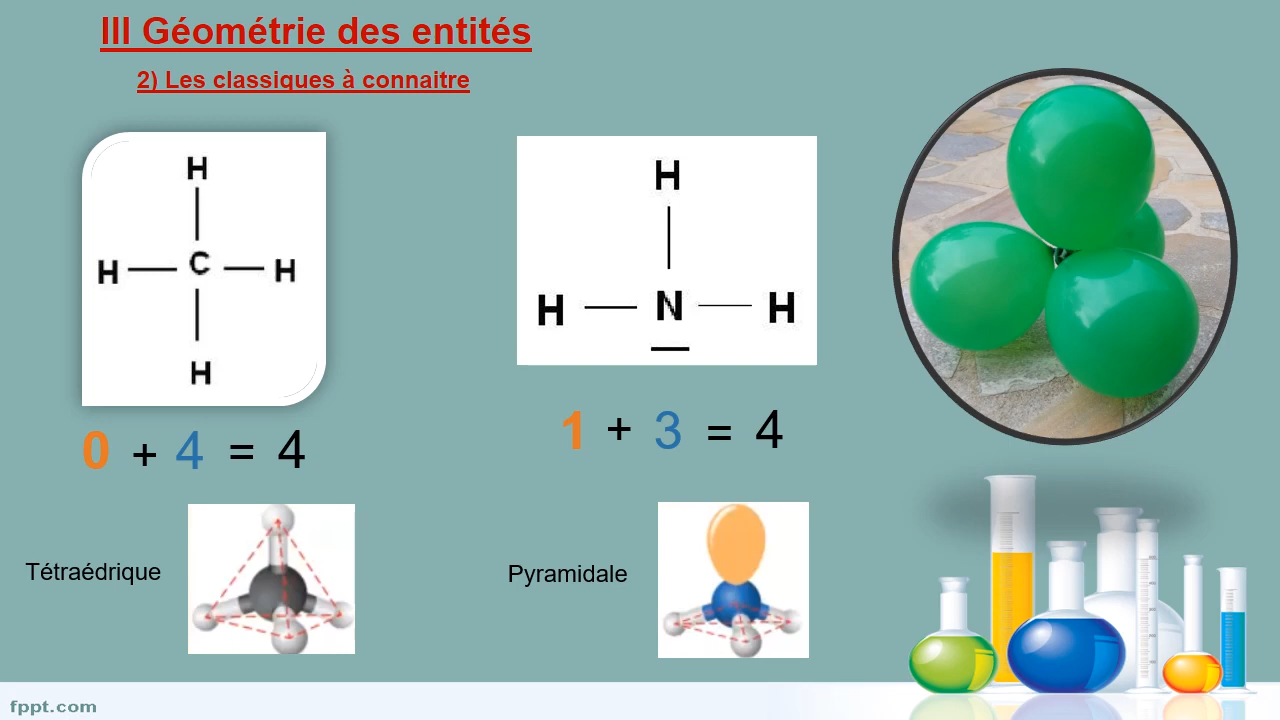 III Géométrie des entités
2) Les classiques à connaitre
H
H C H
H
0 + 4 = 4
Tétraédrique
H
H N H
1 + 3 = 4
Pyramidale
fppt.com